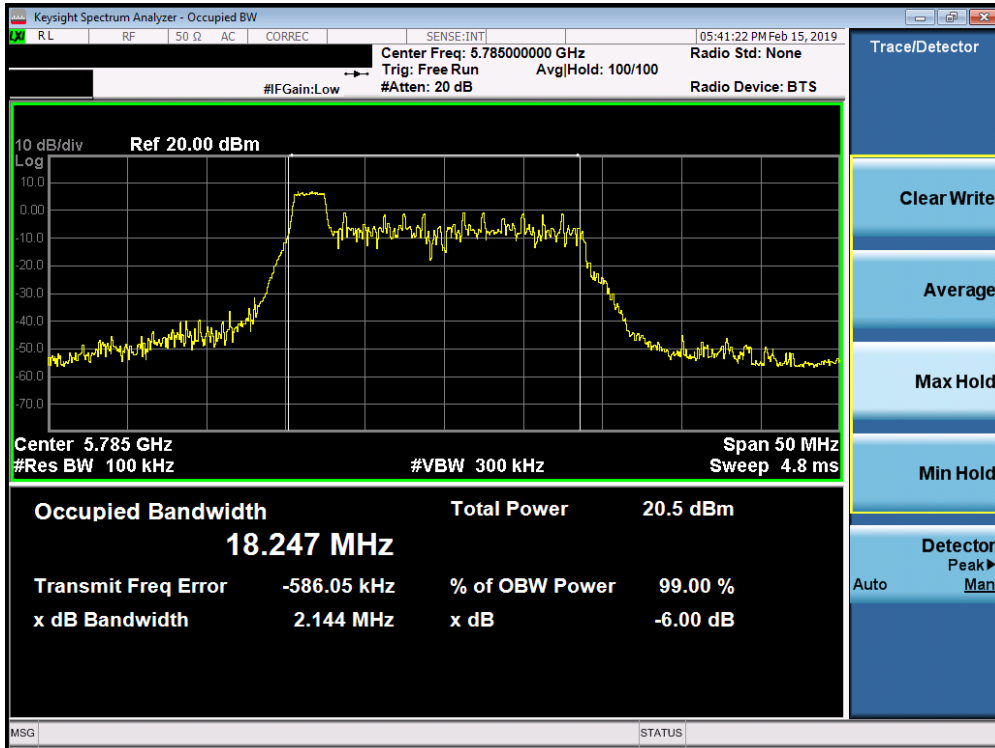 Keysight Spectrum Analyzer - Occupied BW
LXI RL RF 50 Ω AC CORREC SENSE:INT 05:41:22 PM Feb 15, 2019
Center Freq: 5.785000000 GHz Radio Std: None
Trig: Free Run Avg|Hold: 100/100
#IFGain:Low #Atten: 20 dB Radio Device: BTS
10 dB/div Ref 20.00 dBm
Log
10.0
0.00
-10.0
-20.0
-30.0
-40.0
-50.0
-60.0
-70.0
Center 5.785 GHz Span 50 MHz
#Res BW 100 kHz #VBW 300 kHz Sweep 4.8 ms
Occupied Bandwidth Total Power 20.5 dBm
18.247 MHz
Transmit Freq Error -586.05 kHz % of OBW Power 99.00 %
x dB Bandwidth 2.144 MHz x dB -6.00 dB
MSG STATUS
Trace/Detector
Clear Write
Average
Max Hold
Min Hold
Detector
Peak▶
Auto Man